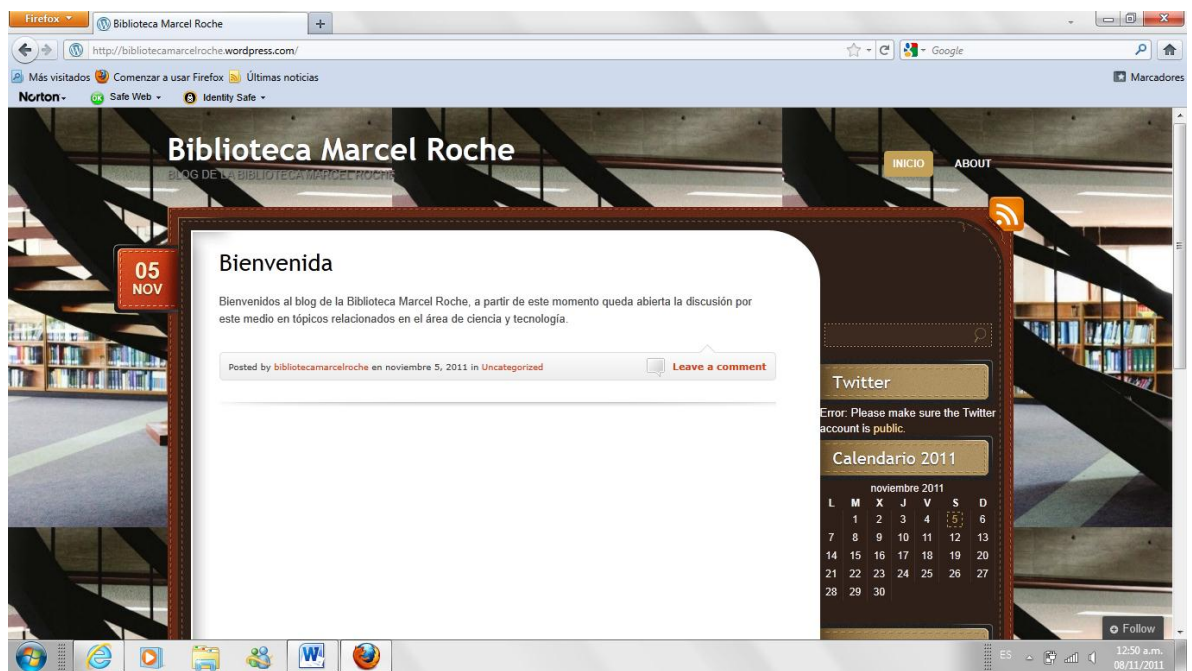 Firefox
Biblioteca Marcel Roche
+
http://bibliotecamarcelroche.wordpress.com/
Google
Más visitados Comenzar a usar Firefox Últimas noticias
Marcadores
Norton
OK Safe Web
Identity Safe
Biblioteca Marcel Roche
BLOG DE LA BIBLIOTECA MARCEL ROCHE
INICIO ABOUT
05
NOV
Bienvenida
Bienvenidos al blog de la Biblioteca Marcel Roche, a partir de este momento queda abierta la discusión por
este medio en tópicos relacionados en el área de ciencia y tecnología.
Posted by bibliotecamarcelroche en noviembre 5, 2011 in Uncategorized
Leave a comment
Twitter
Error: Please make sure the Twitter
account is public.
Calendario 2011
noviembre 2011
L M X J V S D
1 2 3 4 5 6
7 8 9 10 11 12 13
14 15 16 17 18 19 20
21 22 23 24 25 26 27
28 29 30
Follow
W
ES
12:50 a.m.
08/11/2011